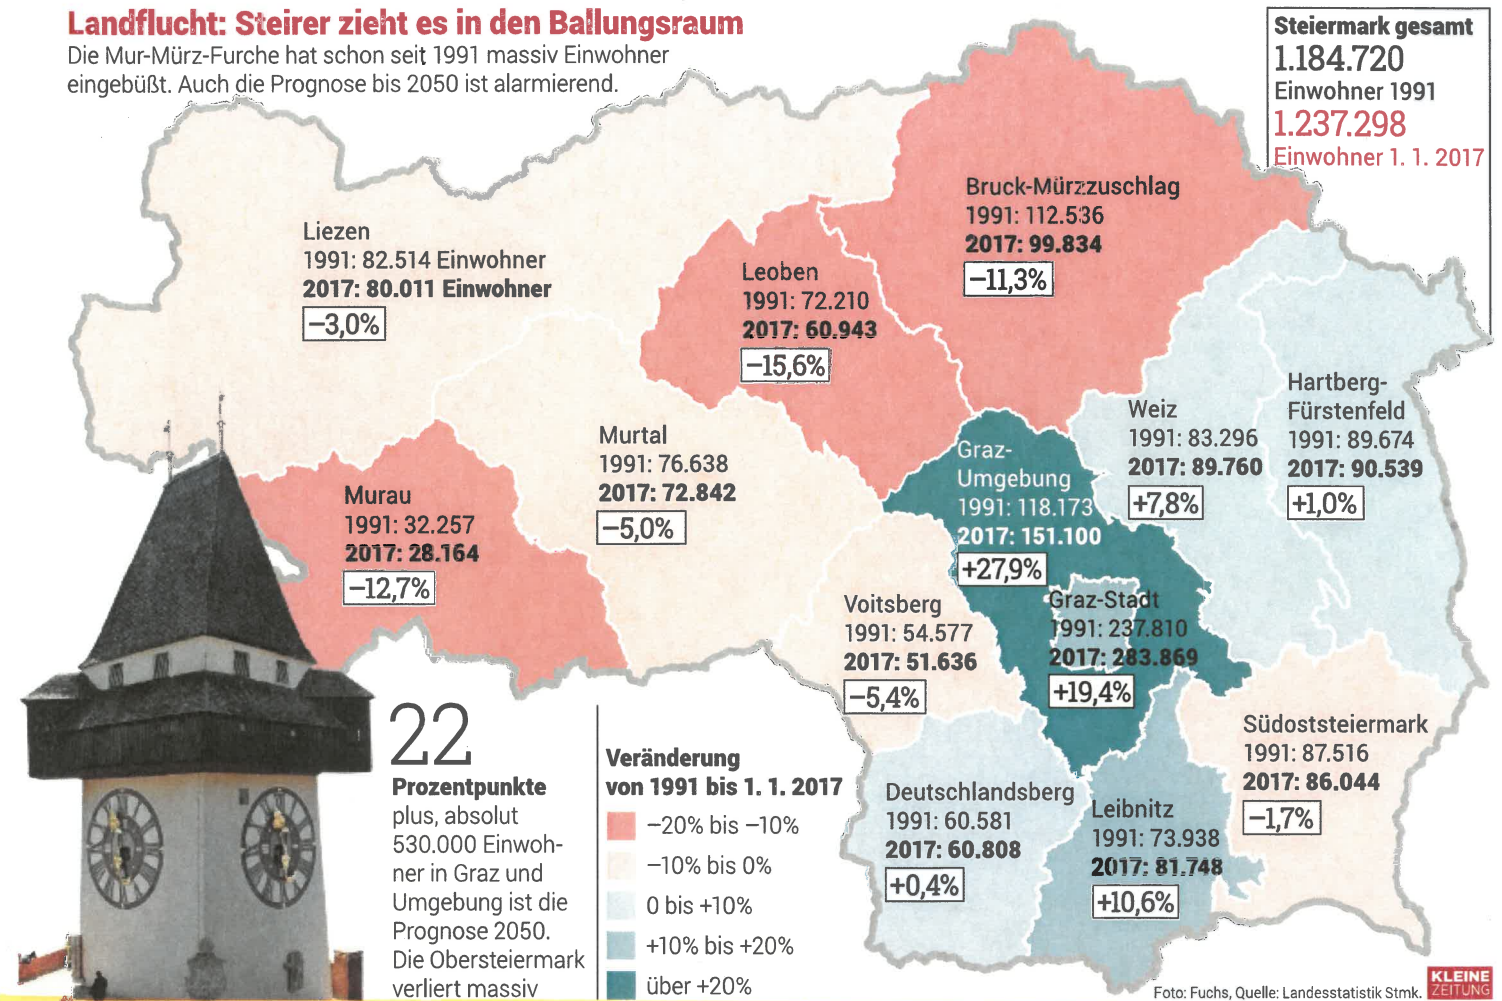 Landflucht: Steirer zieht es in den Ballungsraum
Die Mur-Mürz-Furche hat schon seit 1991 massiv Einwohner
eingebüßt. Auch die Prognose bis 2050 ist alarmierend.
Steiermark gesamt
1.184.720
Einwohner 1991
1.237.298
Einwohner 1. 1. 2017
Bruck-Mürzzuschlag
1991: 112.536
2017: 99.834
–11,3%
Liezen
1991: 82.514 Einwohner
2017: 80.011 Einwohner
–3,0%
Leoben
1991: 72.210
2017: 60.943
–15,6%
Hartberg-
Fürstenfeld
1991: 89.674
2017: 90.539
+1,0%
Weiz
1991: 83.296
2017: 89.760
+7,8%
Murtal
1991: 76.638
2017: 72.842
–5,0%
Graz-
Umgebung
1991: 118.173
2017: 151.100
+27,9%
Murau
1991: 32.257
2017: 28.164
–12,7%
Voitsberg
1991: 54.577
2017: 51.636
–5,4%
Graz-Stadt
1991: 237.810
2017: 283.869
+19,4%
Südoststeiermark
1991: 87.516
2017: 86.044
–1,7%
Deutschlandsberg
1991: 60.581
2017: 60.808
+0,4%
Leibnitz
1991: 73.938
2017: 81.748
+10,6%
22
Prozentpunkte
plus, absolut
530.000 Einwoh-
ner in Graz und
Umgebung ist die
Prognose 2050.
Die Obersteiermark
verliert massiv
Veränderung
von 1991 bis 1. 1. 2017
–20% bis –10%
–10% bis 0%
0 bis +10%
+10% bis +20%
über +20%
Foto: Fuchs, Quelle: Landesstatistik Stmk.
KLEINE
ZEITUNG